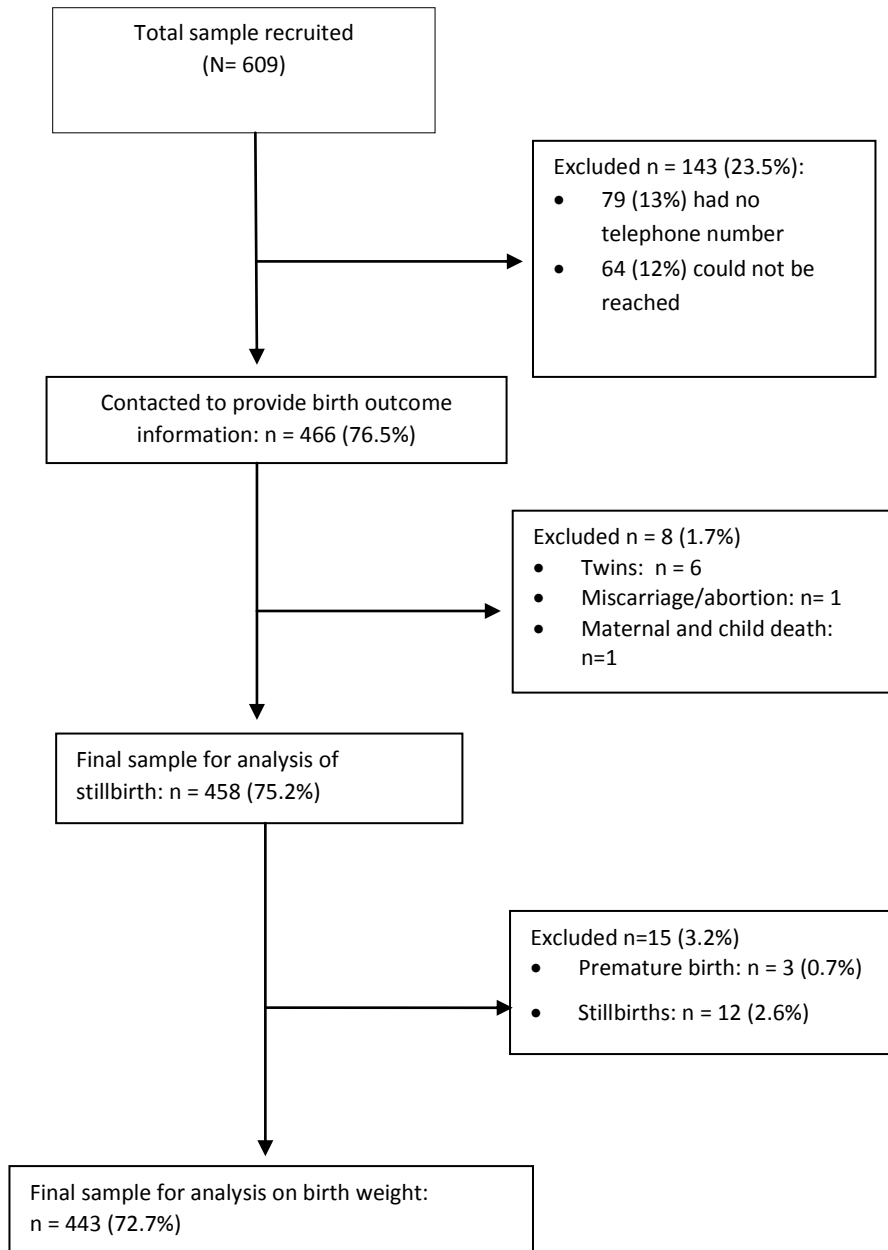 Total sample recruited
(N= 609)
Excluded n = 143 (23.5%):
• 79 (13%) had no
telephone number
• 64 (12%) could not be
reached
Contacted to provide birth outcome
information: n = 466 (76.5%)
Excluded n = 8 (1.7%)
• Twins: n = 6
• Miscarriage/abortion: n= 1
• Maternal and child death:
n=1
Final sample for analysis of
stillbirth: n = 458 (75.2%)
Excluded n=15 (3.2%)
• Premature birth: n = 3 (0.7%)
• Stillbirths: n = 12 (2.6%)
Final sample for analysis on birth weight:
n = 443 (72.7%)